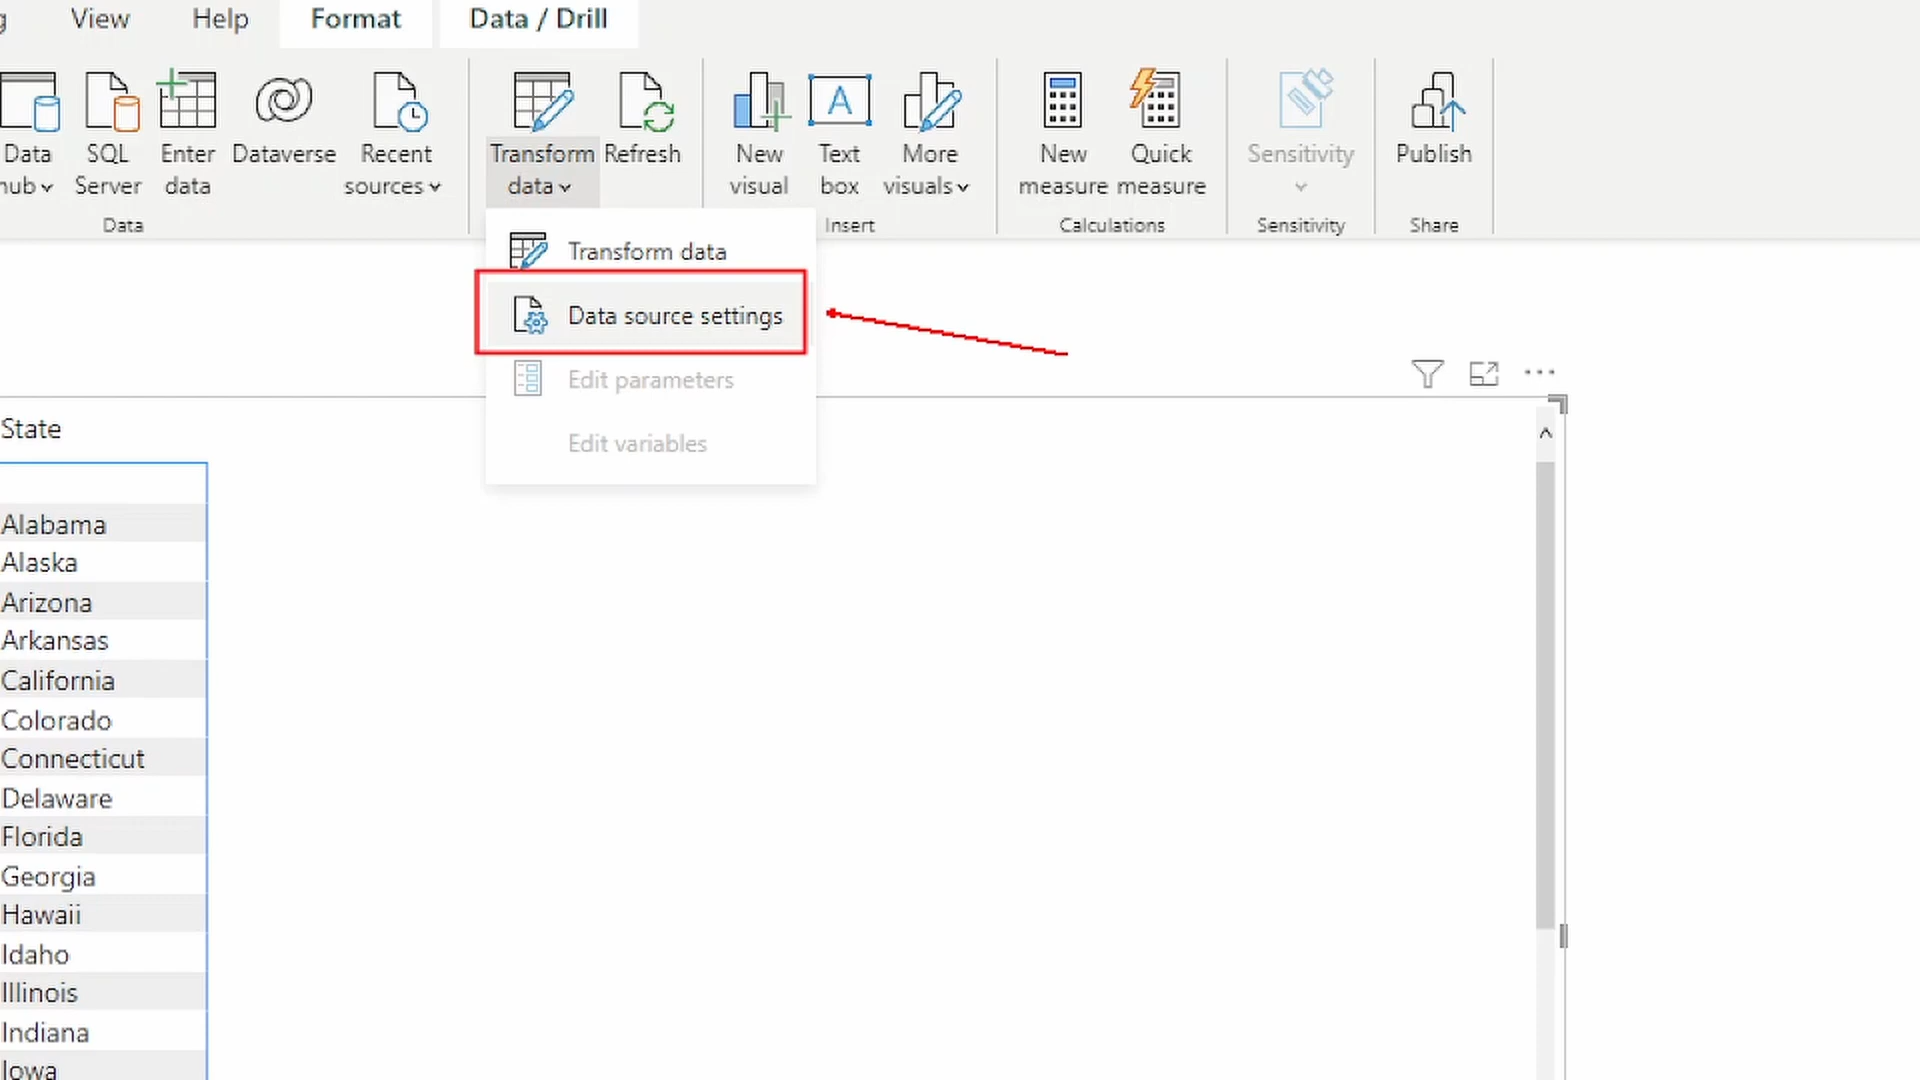 View Help Format Data / Drill
Data
hub
SQL
Server
Enter
data
Dataverse
Recent
sources
Transform
data
Refresh
New
visual
A
Text
box
More
visuals
New
measure
Quick
measure
Sensitivity
Publish
Data
Insert
Calculations
Sensitivity
Share
Transform data
Data source settings
Edit parameters
Edit variables
State
Alabama
Alaska
Arizona
Arkansas
California
Colorado
Connecticut
Delaware
Florida
Georgia
Hawaii
Idaho
Illinois
Indiana
Iowa